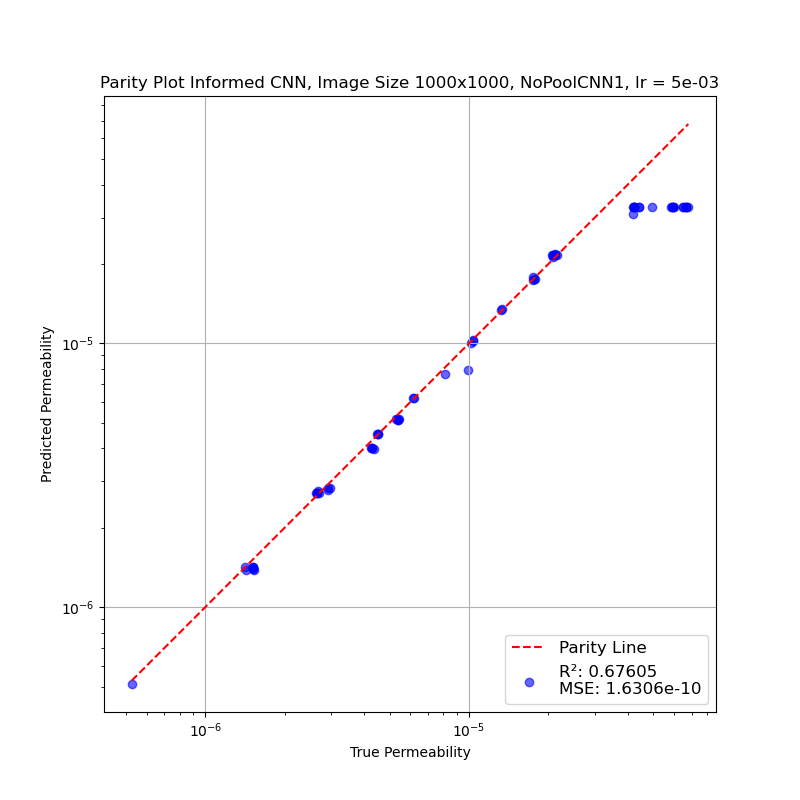 Parity Plot Informed CNN, Image Size 1000x1000, NoPoolCNN1, lr = 5e-03
Predicted Permeability
10⁻⁵
10⁻⁶
Parity Line
R²: 0.67605
MSE: 1.6306e-10
10⁻⁶
10⁻⁵
True Permeability